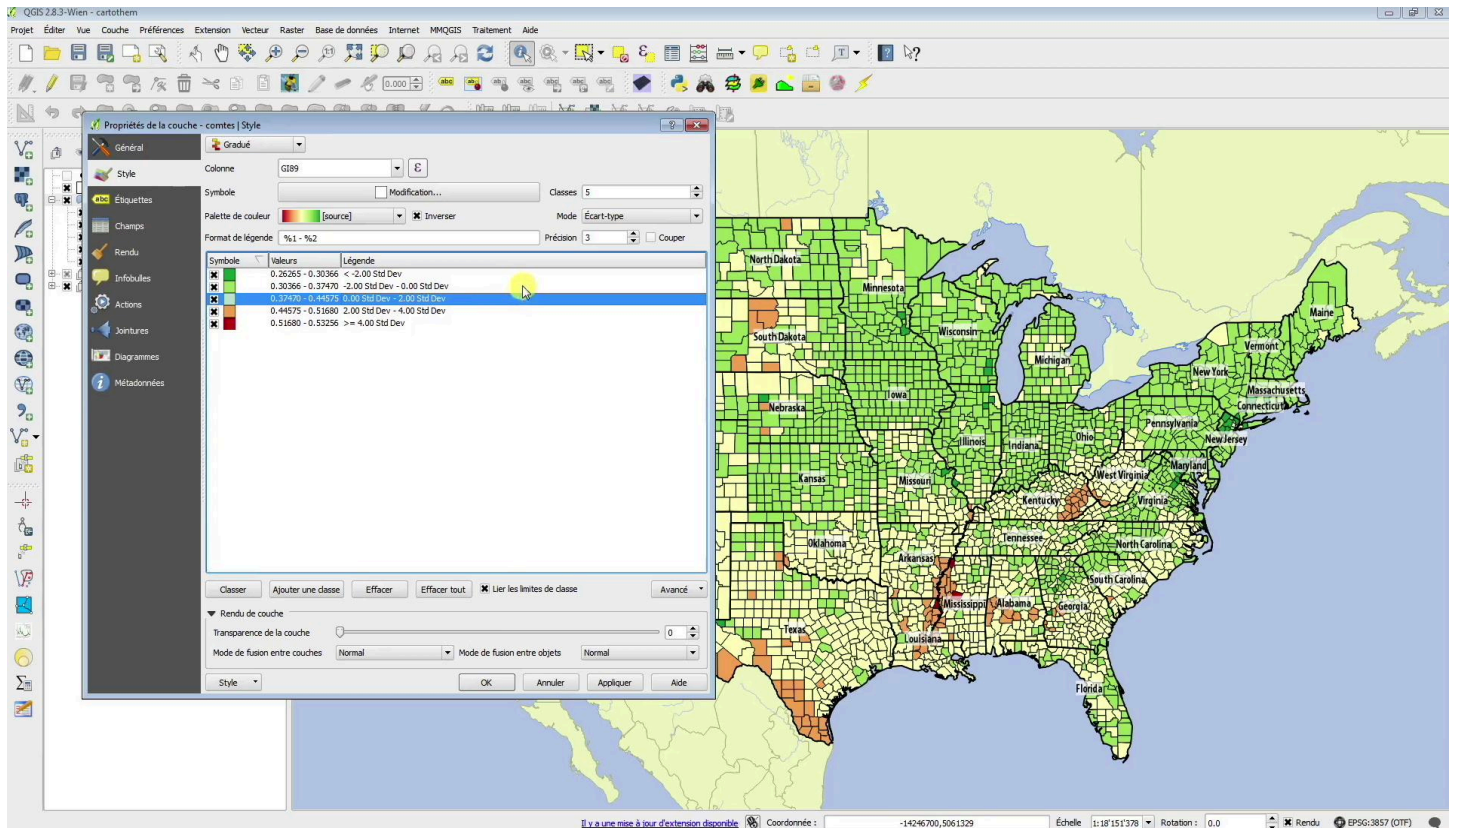 QGIS 2.8.3-Wien - cartothem
Projet Éditer Vue Couche Préférences Extension Vecteur Raster Base de données Internet MMQGIS Traitement Aide
0.000
abc
Propriétés de la couche - comtes | Style
Général
Style
Étiquettes
Champs
Rendu
Infobulles
Actions
Jointures
Diagrammes
Métadonnées
Gradué
Colonne GI89 ε
Symbole Modification... Classes 5
Palette de couleur [source] Inverser Mode Écart-type
Format de légende %1 - %2 Précision 3 Couper
Symbole Valeurs Légende
0.26265 - 0.30366 < -2.00 Std Dev
0.30366 - 0.37470 -2.00 Std Dev - 0.00 Std Dev
0.37470 - 0.44575 0.00 Std Dev - 2.00 Std Dev
0.44575 - 0.51680 2.00 Std Dev - 4.00 Std Dev
0.51680 - 0.53256 >= 4.00 Std Dev
Classer Ajouter une classe Effacer Effacer tout Lier les limites de classe Avancé
Rendu de couche
Transparence de la couche 0
Mode de fusion entre couches Normal Mode de fusion entre objets Normal
Style OK Annuler Appliquer Aide
North Dakota
Minnesota
Maine
South Dakota
Wisconsin
Vermont
Michigan
New York
Massachusetts
Iowa
Nebraska
Connecticut
Pennsylvania
Illinois
Indiana
Ohio
New Jersey
Maryland
Kansas
Missouri
West Virginia
Kentucky
Virginia
Oklahoma
Tennessee
North Carolina
Arkansas
South Carolina
Mississippi
Alabama
Georgia
Texas
Louisiana
Florida
Il y a une mise à jour d'extension disponible Coordonnée : -14246700,5061329 Échelle 1:18'151'378 Rotation : 0.0 Rendu EPSG:3857 (OTF)